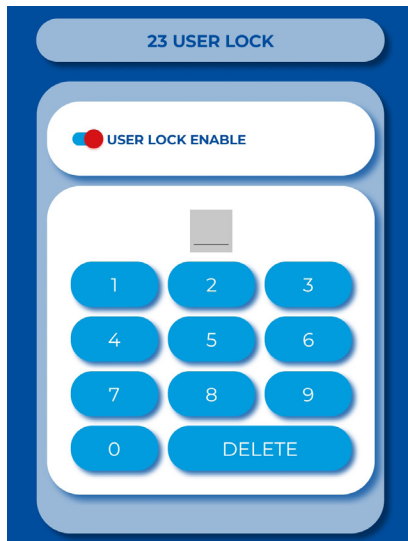 23 USER LOCK
USER LOCK ENABLE
1 2 3
4 5 6
7 8 9
0 DELETE